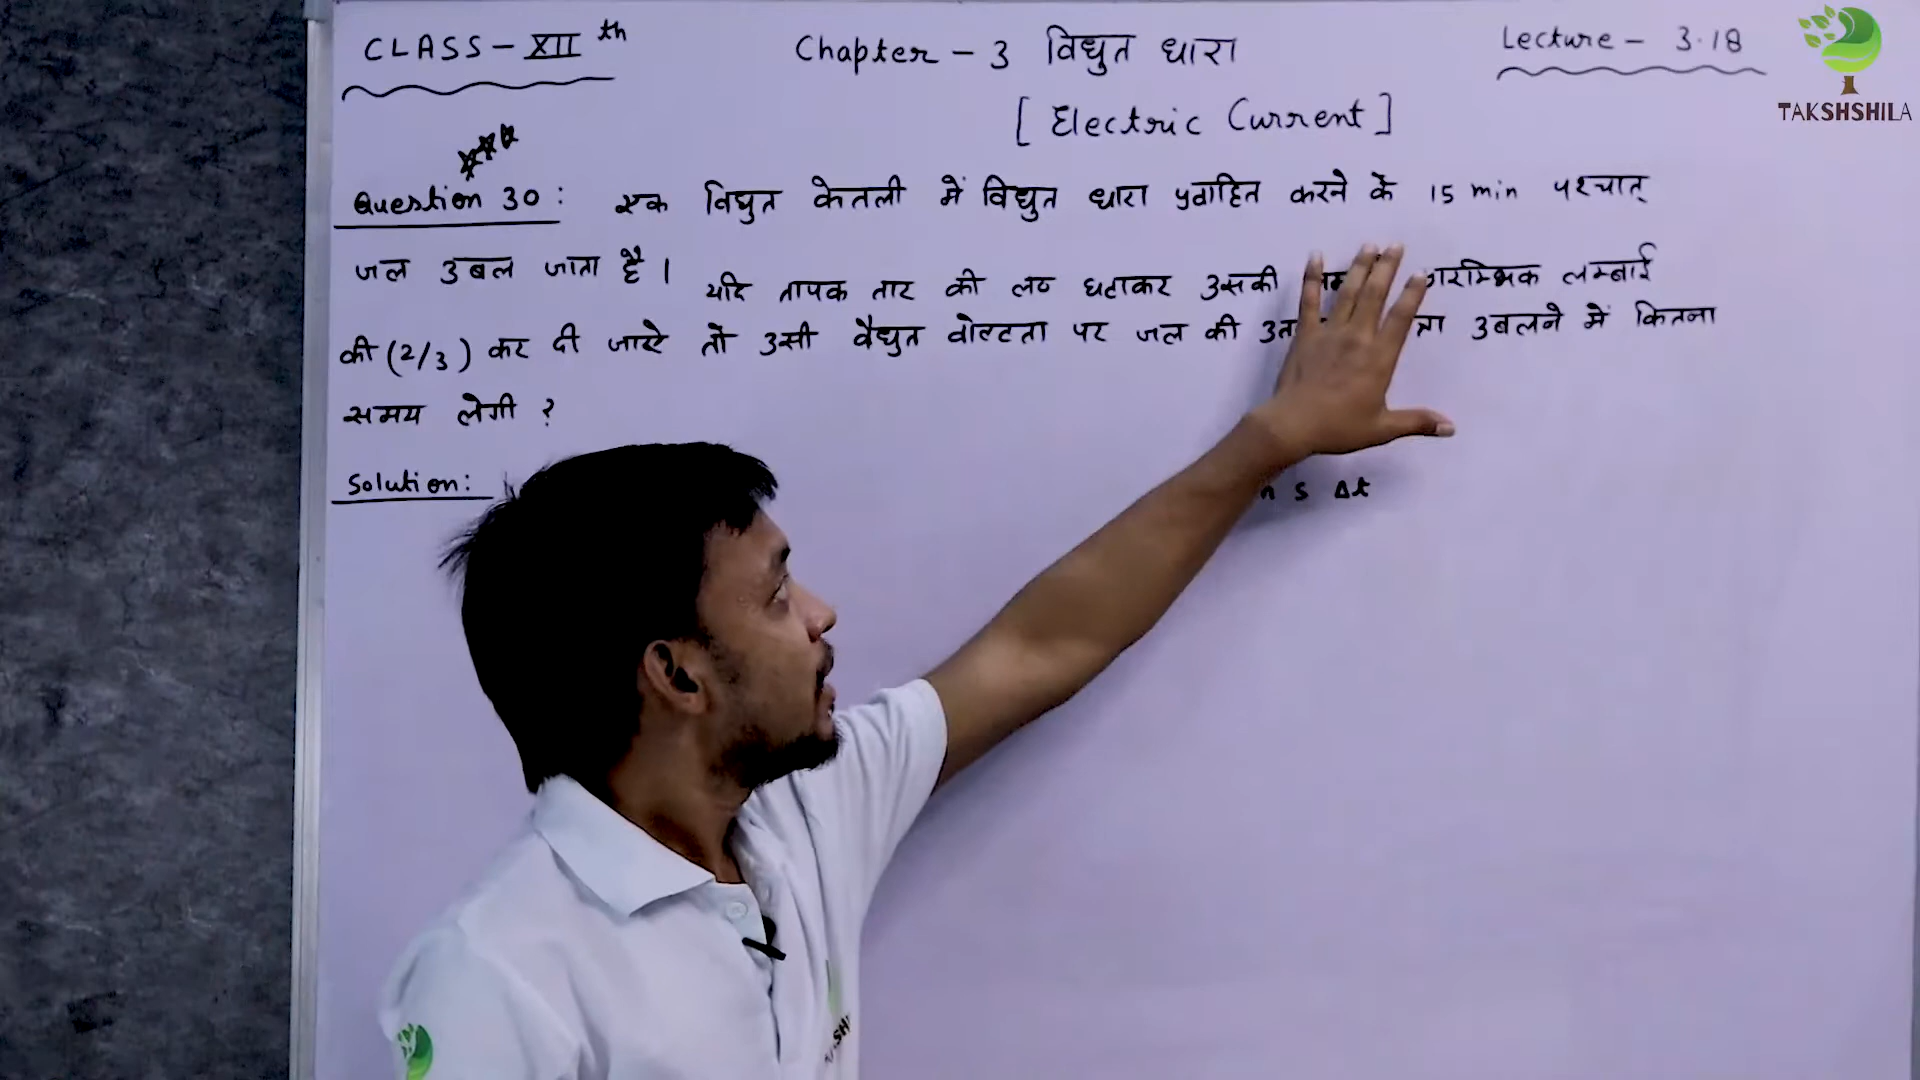 CLASS - XII th
Chapter - 3 विद्युत धारा
Lecture - 3.18
TAKSHSHILA
[ Electric Current ]
Question 30 : एक विद्युत केतली में विद्युत धारा प्रवाहित करने के 15 min पश्चात्
जल उबल जाता है । यदि तापक तार की लम्बाई घटाकर उसकी प्रारम्भिक लम्बाई
की (2/3) कर दी जाये तो उसी वैद्युत वोल्टता पर जल की उबलने में कितना
समय लेगी ?
Solution:
s Δt